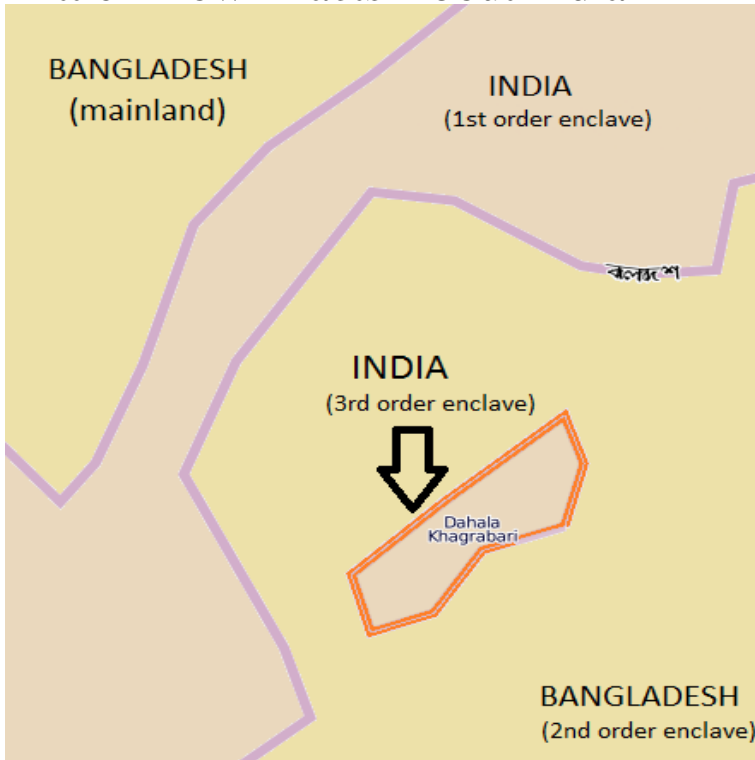 BANGLADESH
(mainland)
INDIA
(1st order enclave)
INDIA
(3rd order enclave)
Dahala
Khagrabari
BANGLADESH
(2nd order enclave)